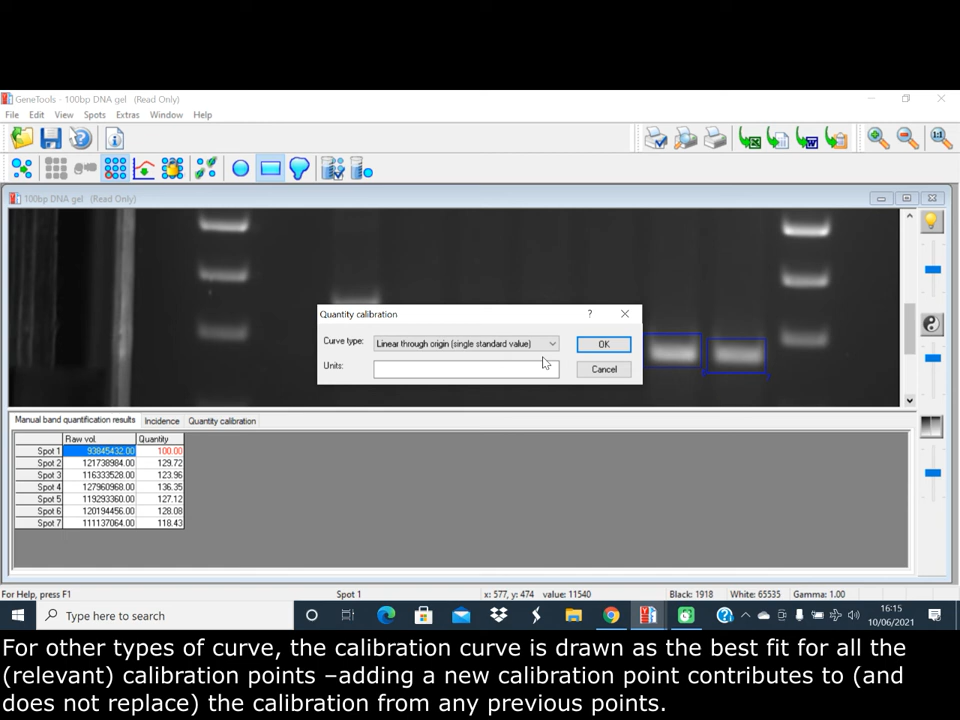 GeneTools - 100bp DNA gel (Read Only)
File Edit View Spots Extras Window Help
1:1
100bp DNA gel (Read Only)
Quantity calibration
?
Curve type: Linear through origin (single standard value) OK
Units: Cancel
Manual band quantification results Incidence Quantity calibration
Raw vol. Quantity
Spot 1 93845432.00 100.00
Spot 2 121738984.00 129.72
Spot 3 116333528.00 123.96
Spot 4 127960968.00 136.35
Spot 5 119293360.00 127.12
Spot 6 120194456.00 128.08
Spot 7 111137064.00 118.43
For Help, press F1 Spot 1 x: 577, y: 474 value: 11540 Black: 1918 White: 65535 Gamma: 1.00
Type here to search
16:15
10/06/2021
For other types of curve, the calibration curve is drawn as the best fit for all the
(relevant) calibration points –adding a new calibration point contributes to (and
does not replace) the calibration from any previous points.